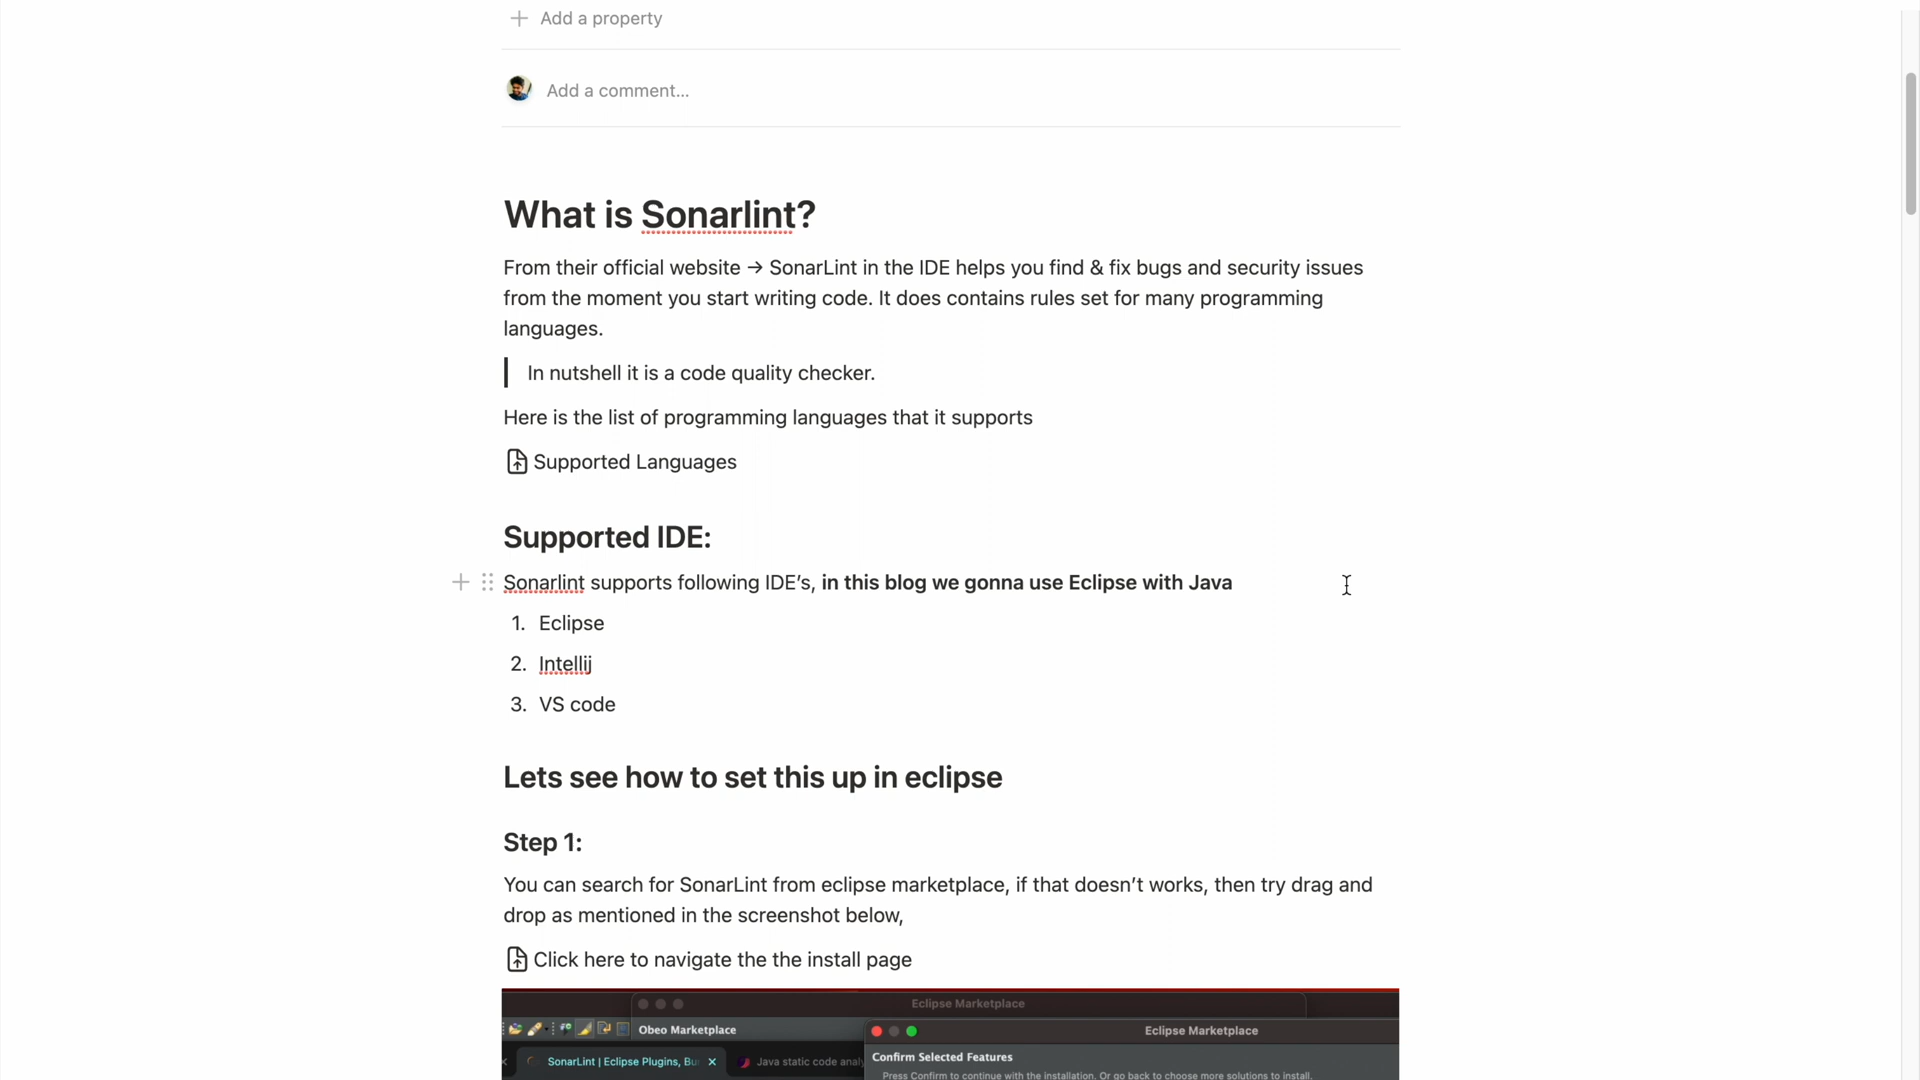 Add a property
Add a comment...
What is Sonarlint?
From their official website → SonarLint in the IDE helps you find & fix bugs and security issues
from the moment you start writing code. It does contains rules set for many programming
languages.
In nutshell it is a code quality checker.
Here is the list of programming languages that it supports
Supported Languages
Supported IDE:
Sonarlint supports following IDE's, in this blog we gonna use Eclipse with Java
1. Eclipse
2. Intellij
3. VS code
Lets see how to set this up in eclipse
Step 1:
You can search for SonarLint from eclipse marketplace, if that doesn't works, then try drag and
drop as mentioned in the screenshot below,
Click here to navigate the the install page
Eclipse Marketplace
Obeo Marketplace
Eclipse Marketplace
SonarLint | Eclipse Plugins, Bu
Java static code analy
Confirm Selected Features
Press Confirm to continue with the installation. Or go back to choose more solutions to install.